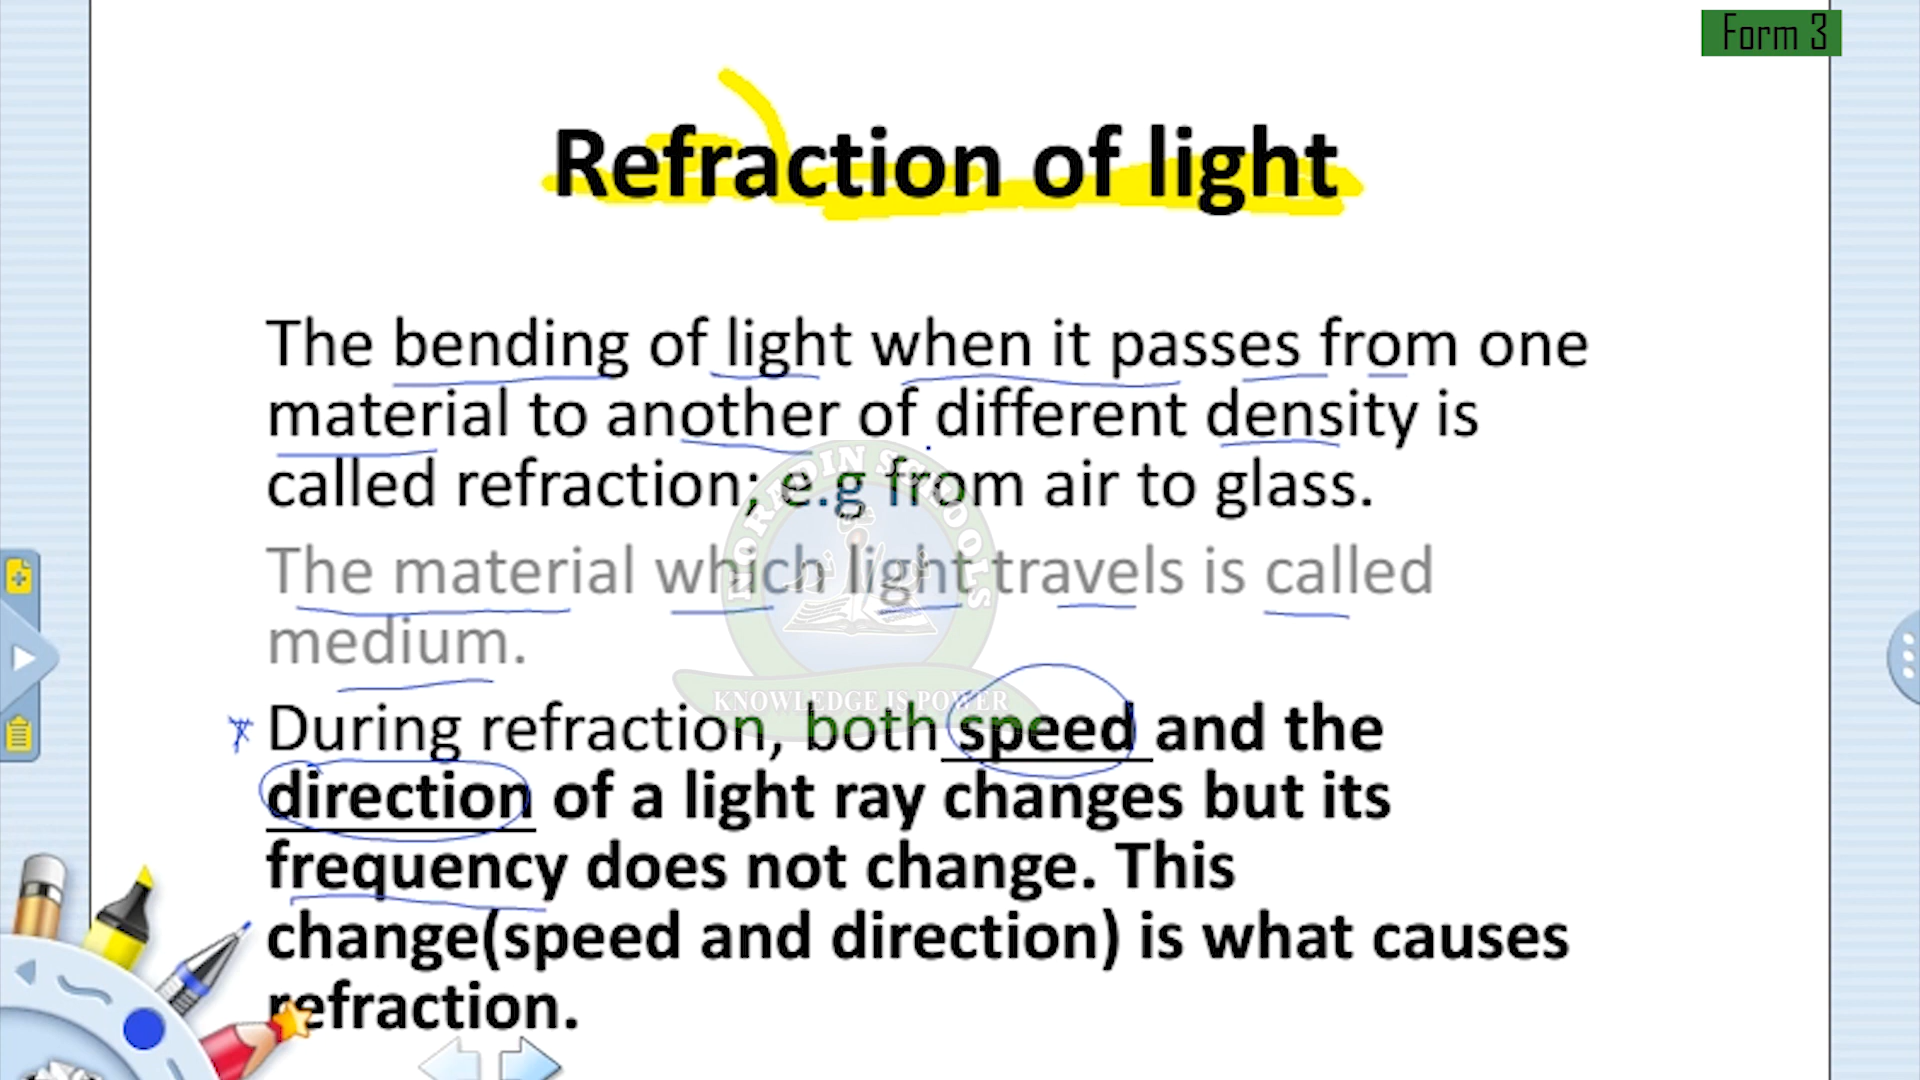 Form 3
Refraction of light
The bending of light when it passes from one
material to another of different density is
called refraction; e.g from air to glass.
The material which light travels is called
medium.
During refraction, both speed and the
direction of a light ray changes but its
frequency does not change. This
change(speed and direction) is what causes
refraction.
NORADIN SCHOOLS
KNOWLEDGE IS POWER